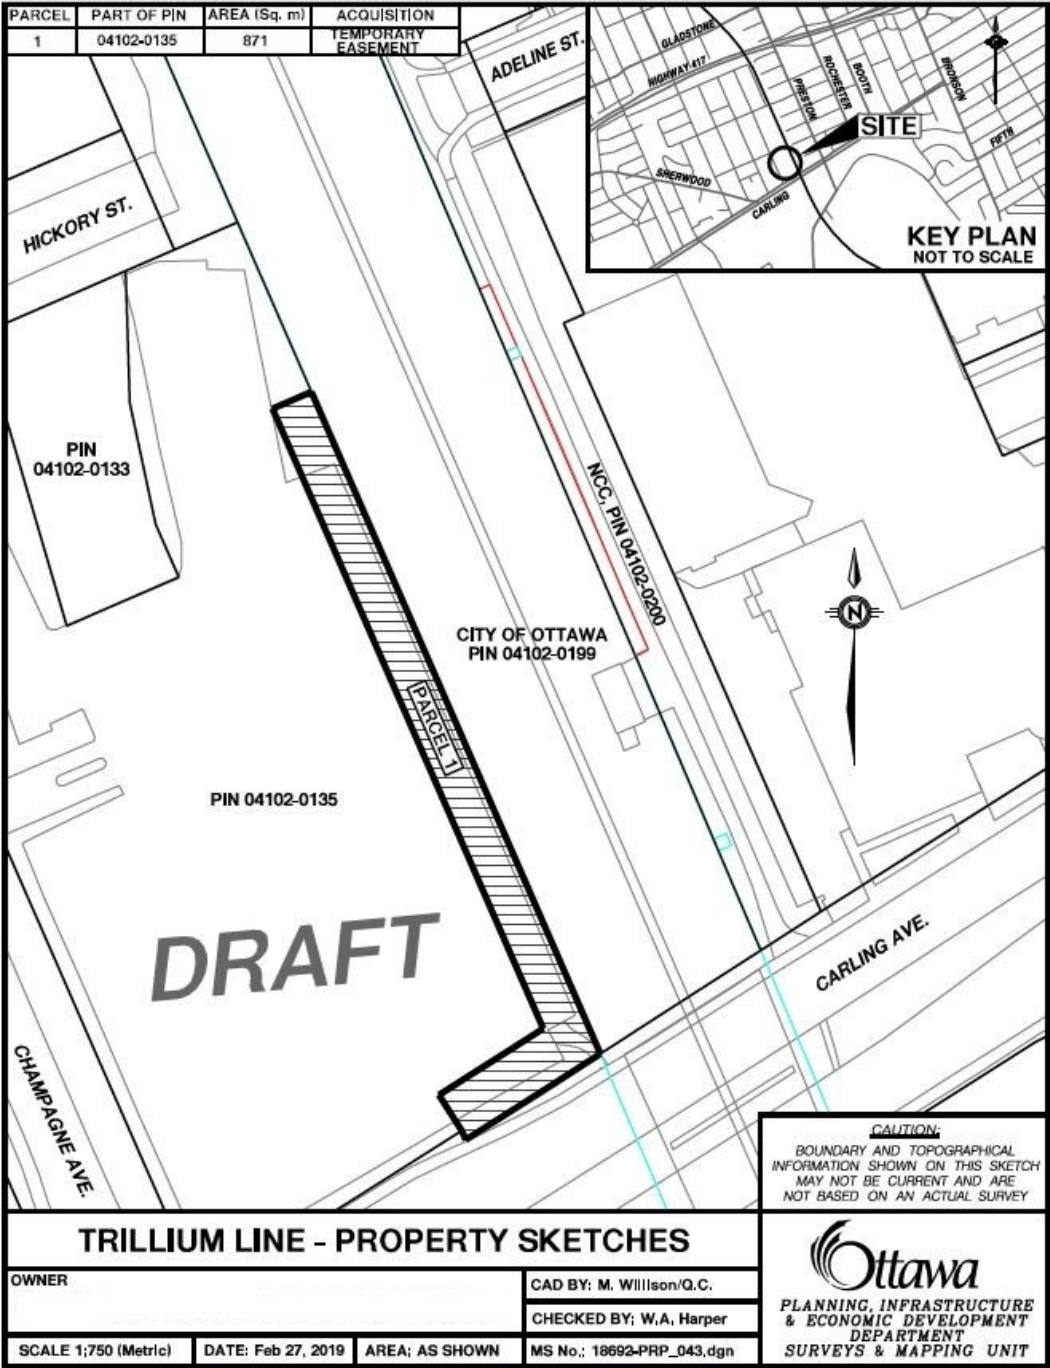 PARCEL PART OF PIN AREA (Sq. m) ACQUISITION
1 04102-0135 871 TEMPORARY EASEMENT
ADELINE ST.
GLADSTONE
HIGHWAY 417
PRESTON
ROCHESTER
BOOTH
BRONSON
SITE
FIFTH
SHERWOOD
CARLING
KEY PLAN
NOT TO SCALE
HICKORY ST.
PIN
04102-0133
NCC, PIN 04102-0200
N
CITY OF OTTAWA
PIN 04102-0199
PARCEL 1
PIN 04102-0135
DRAFT
CARLING AVE.
CHAMPAGNE AVE.
CAUTION:
BOUNDARY AND TOPOGRAPHICAL
INFORMATION SHOWN ON THIS SKETCH
MAY NOT BE CURRENT AND ARE
NOT BASED ON AN ACTUAL SURVEY
TRILLIUM LINE - PROPERTY SKETCHES
OWNER
CAD BY: M. Willison/Q.C.
CHECKED BY: W.A. Harper
SCALE 1:750 (Metric) DATE: Feb 27, 2019 AREA: AS SHOWN MS No.: 18692-PRP_043.dgn
Ottawa
PLANNING, INFRASTRUCTURE
& ECONOMIC DEVELOPMENT
DEPARTMENT
SURVEYS & MAPPING UNIT